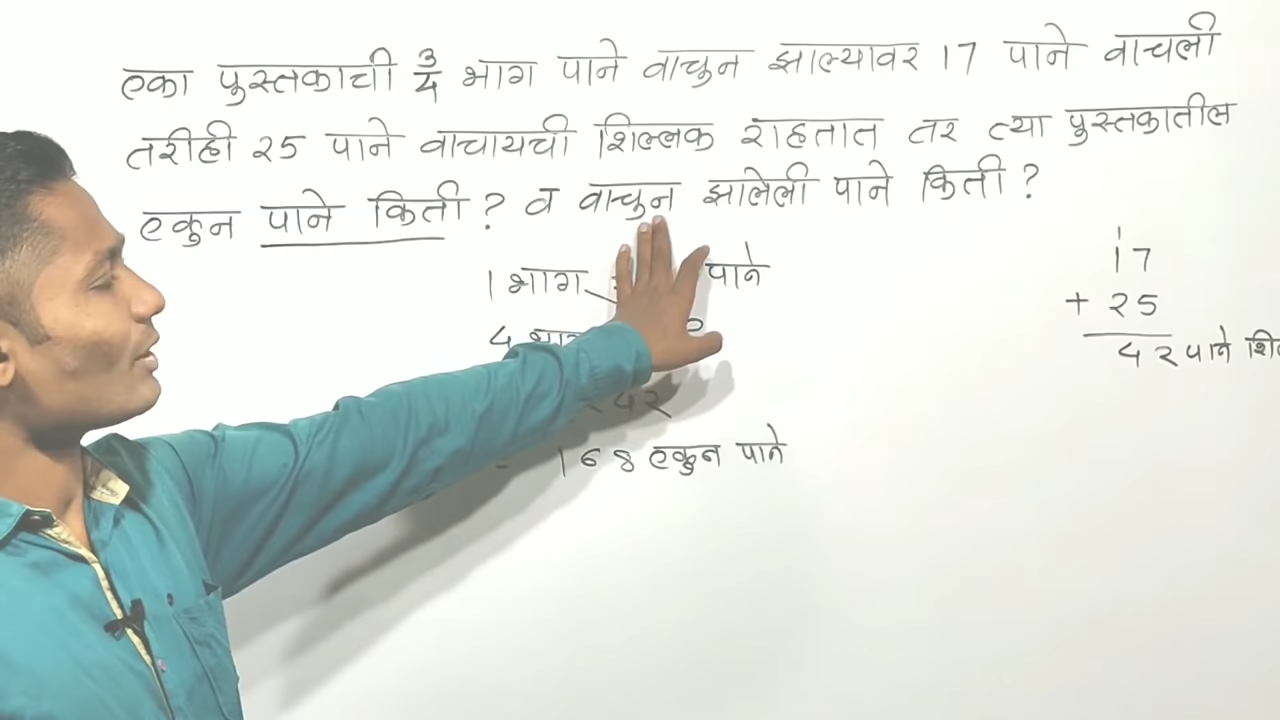 एका पुस्तकाची 3/4 भाग पाने वाचुन झाल्यावर 17 पाने वाचली
तरीही 25 पाने वाचायची शिल्लक राहतात तर त्या पुस्तकातील
एकुन पाने किती ? व वाचुन झालेली पाने किती ?
1 भाग पाने
4
168 एकुन पाने
1
17
+ 25
42 पाने